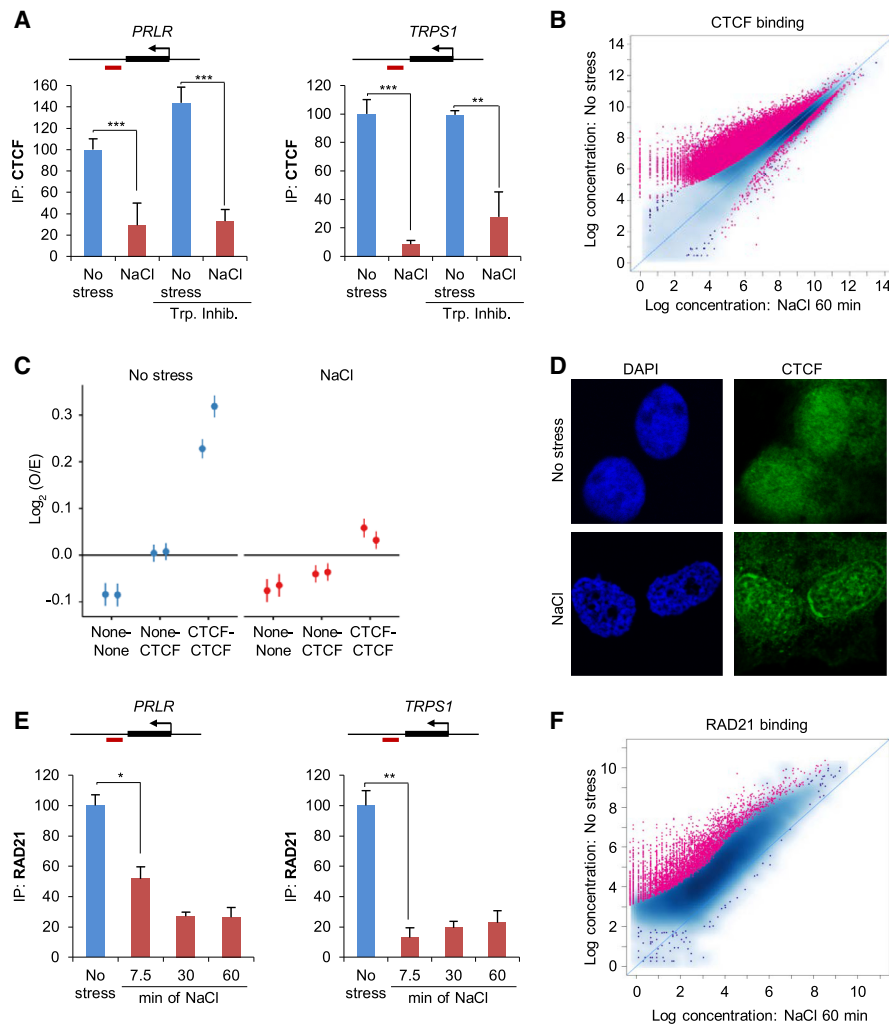 A
PRLR
IP: CTCF
160
140
120
100
80
60
40
20
0
***
***
No stress
NaCl
No stress
NaCl
Trp. Inhib.
TRPS1
IP: CTCF
120
100
80
60
40
20
0
***
**
No stress
NaCl
No stress
NaCl
Trp. Inhib.
B
CTCF binding
Log concentration: No stress
14
12
10
8
6
4
2
0
0 2 4 6 8 10 12 14
Log concentration: NaCl 60 min
C
No stress
NaCl
Log2 (O/E)
0.3
0.2
0.1
0.0
-0.1
None-None
None-CTCF
CTCF-CTCF
None-None
None-CTCF
CTCF-CTCF
D
DAPI
CTCF
No stress
NaCl
E
PRLR
IP: RAD21
120
100
80
60
40
20
0
*
No stress
7.5 30 60
min of NaCl
TRPS1
IP: RAD21
120
100
80
60
40
20
0
**
No stress
7.5 30 60
min of NaCl
F
RAD21 binding
Log concentration: No stress
10
8
6
4
2
0
0 2 4 6 8 10
Log concentration: NaCl 60 min